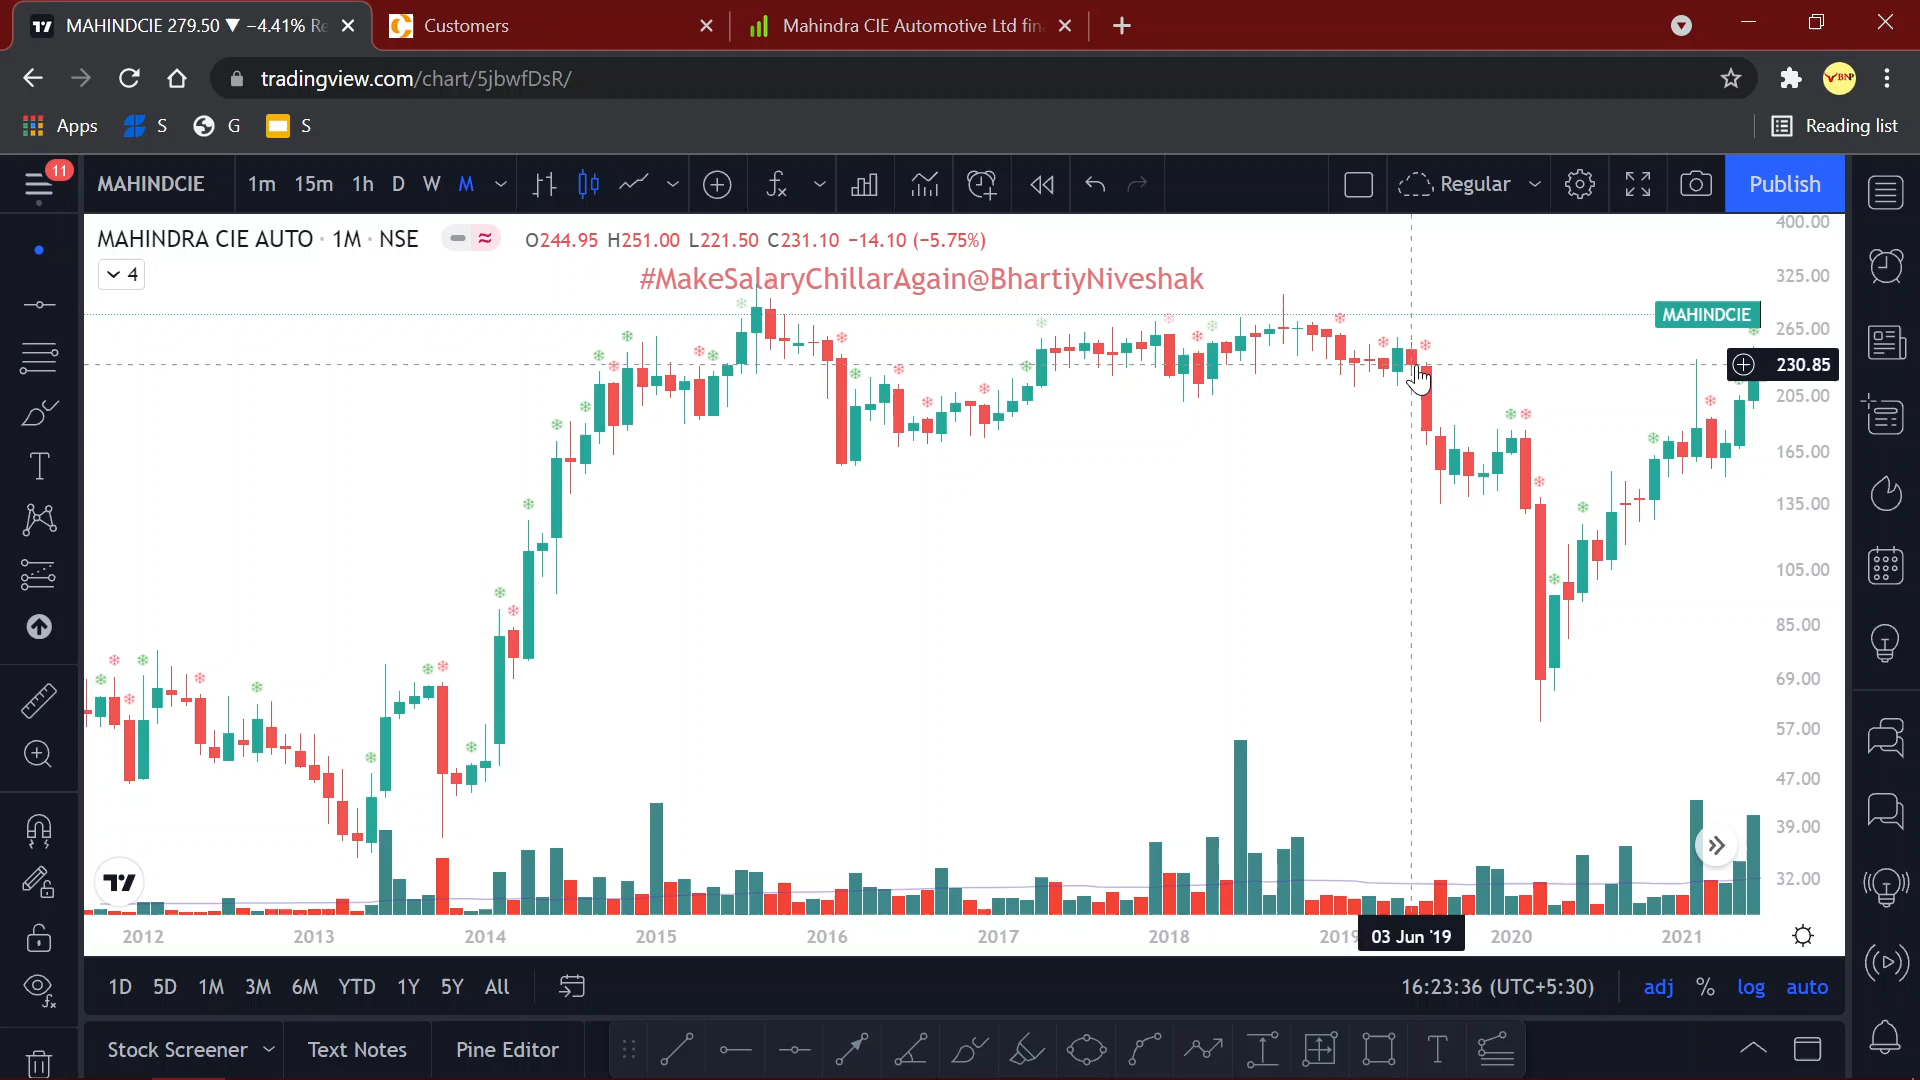 MAHINDCIE 279.50 ▼ −4.41% Re
Customers
Mahindra CIE Automotive Ltd fin
tradingview.com/chart/5jbwfDsR/
BNP
Apps
S
G
S
Reading list
11
MAHINDCIE
1m 15m 1h D W M
Regular
Publish
MAHINDRA CIE AUTO · 1M · NSE
O244.95 H251.00 L221.50 C231.10 −14.10 (−5.75%)
4
#MakeSalaryChillarAgain@BhartiyNiveshak
MAHINDCIE
400.00
325.00
265.00
230.85
205.00
165.00
135.00
105.00
85.00
69.00
57.00
47.00
39.00
32.00
2012 2013 2014 2015 2016 2017 2018 2019 03 Jun '19 2020 2021
1D 5D 1M 3M 6M YTD 1Y 5Y All
16:23:36 (UTC+5:30)
adj % log auto
Stock Screener
Text Notes
Pine Editor